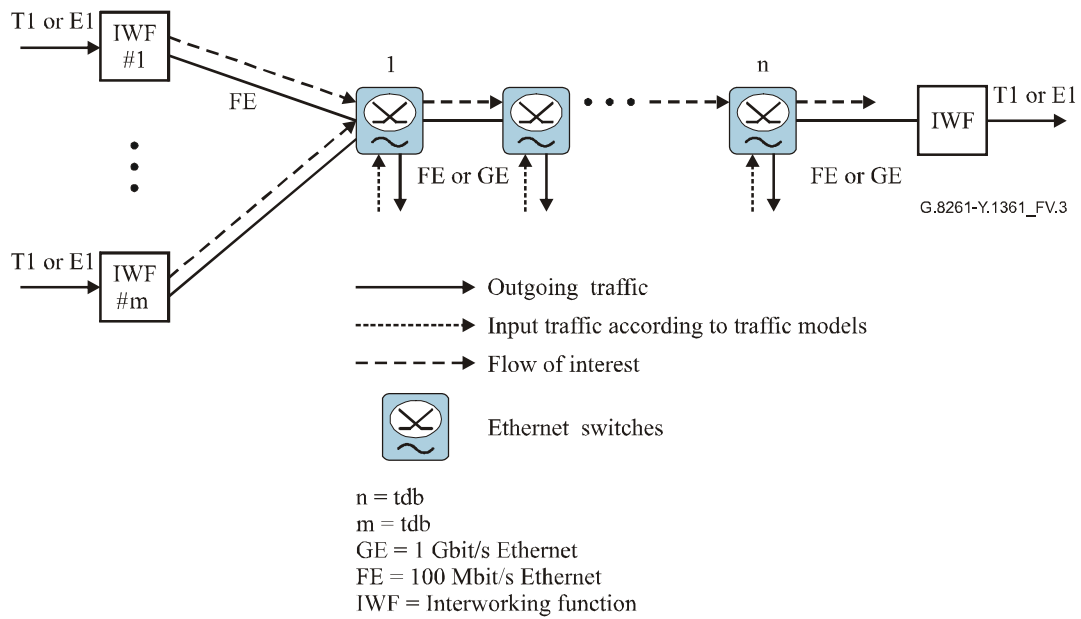 T1 or E1
IWF
#1
FE
1
n
FE or GE
FE or GE
IWF
T1 or E1
G.8261-Y.1361_FV.3
T1 or E1
IWF
#m
Outgoing traffic
Input traffic according to traffic models
Flow of interest
Ethernet switches
n = tdb
m = tdb
GE = 1 Gbit/s Ethernet
FE = 100 Mbit/s Ethernet
IWF = Interworking function